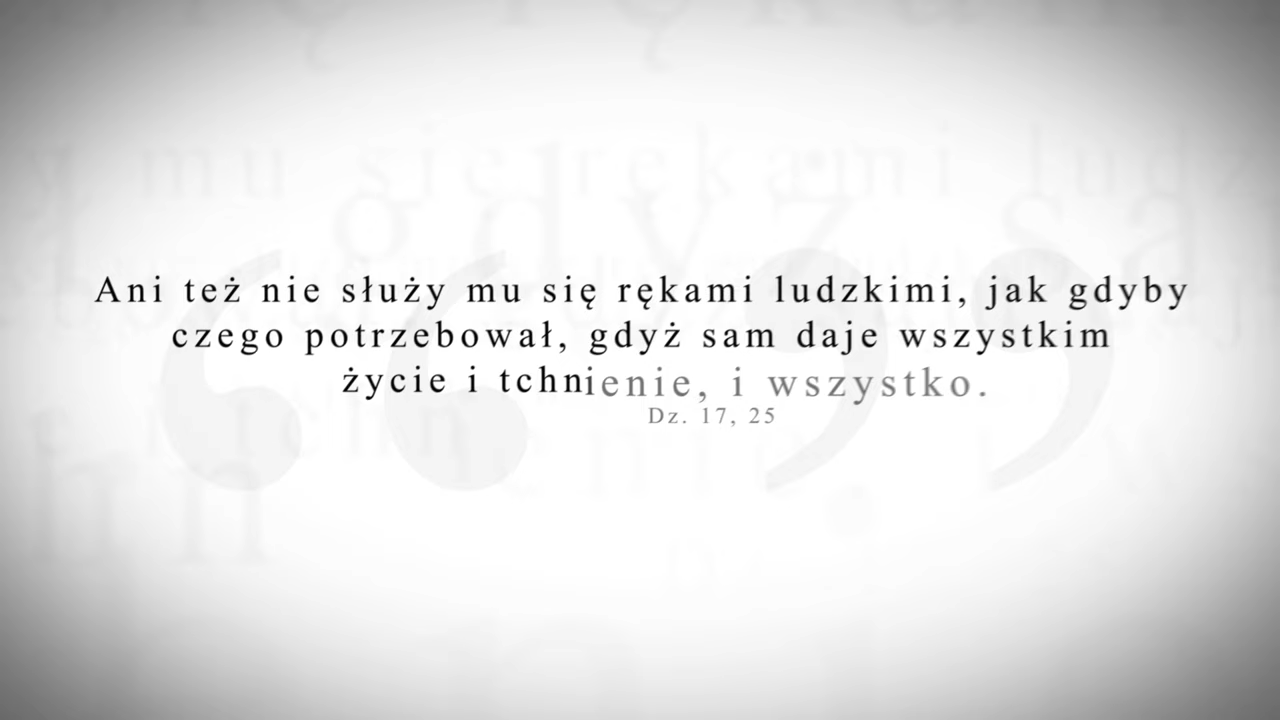 Ani też nie służy mu się rękami ludzkimi, jak gdyby
czego potrzebował, gdyż sam daje wszystkim
życie i tchnienie, i wszystko.
Dz. 17, 25